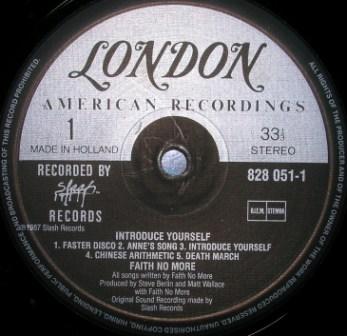 LONDON
AMERICAN RECORDINGS
1
33⅓
MADE IN HOLLAND
STEREO
RECORDED BY
Slash
RECORDS
828 051-1
B.I.E.M. STEMRA
℗1987 Slash Records
INTRODUCE YOURSELF
1. FASTER DISCO 2. ANNE'S SONG 3. INTRODUCE YOURSELF
4. CHINESE ARITHMETIC 5. DEATH MARCH
FAITH NO MORE
All songs written by Faith No More
Produced by Steve Berlin and Matt Wallace
with Faith No More
Original Sound Recording made by
Slash Records
ALL RIGHTS OF THE PRODUCER AND OF THE OWNER OF THE WORK REPRODUCED RESERVED. UNAUTHORISED COPYING, HIRING, LENDING, PUBLIC PERFORMANCE AND BROADCASTING OF THIS RECORD PROHIBITED.